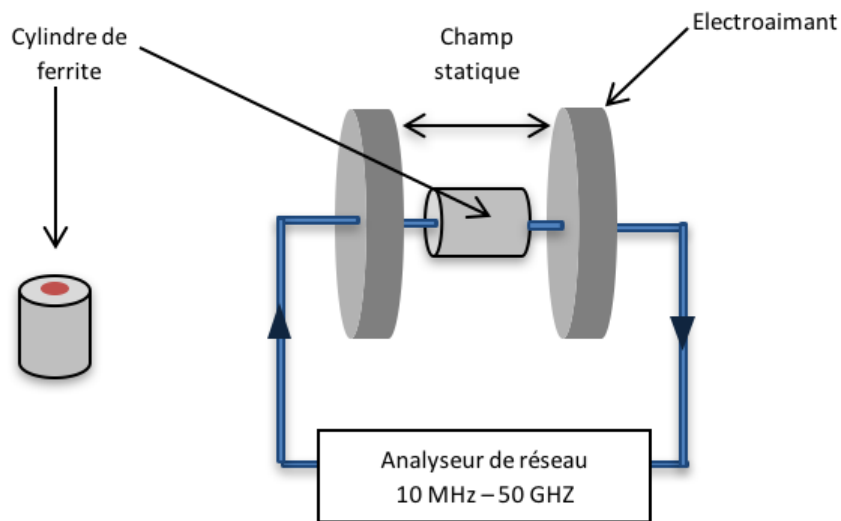 Cylindre de
ferrite
Champ
statique
Electroaimant
Analyseur de réseau
10 MHz – 50 GHZ